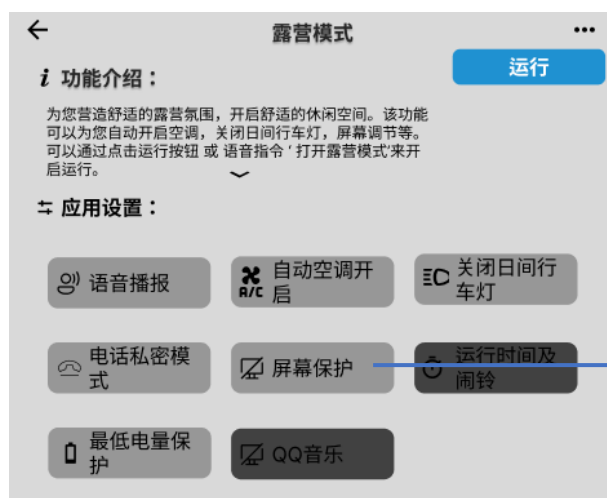 露营模式
运行
i 功能介绍：
为您营造舒适的露营氛围，开启舒适的休闲空间。该功能
可以为您自动开启空调，关闭日间行车灯，屏幕调节等。
可以通过点击运行按钮 或 语音指令 ‘ 打开露营模式’来开
启运行。
应用设置：
语音播报
A/C
自动空调开
启
关闭日间行
车灯
电话私密模
式
屏幕保护
运行时间及
闹铃
最低电量保
护
QQ音乐